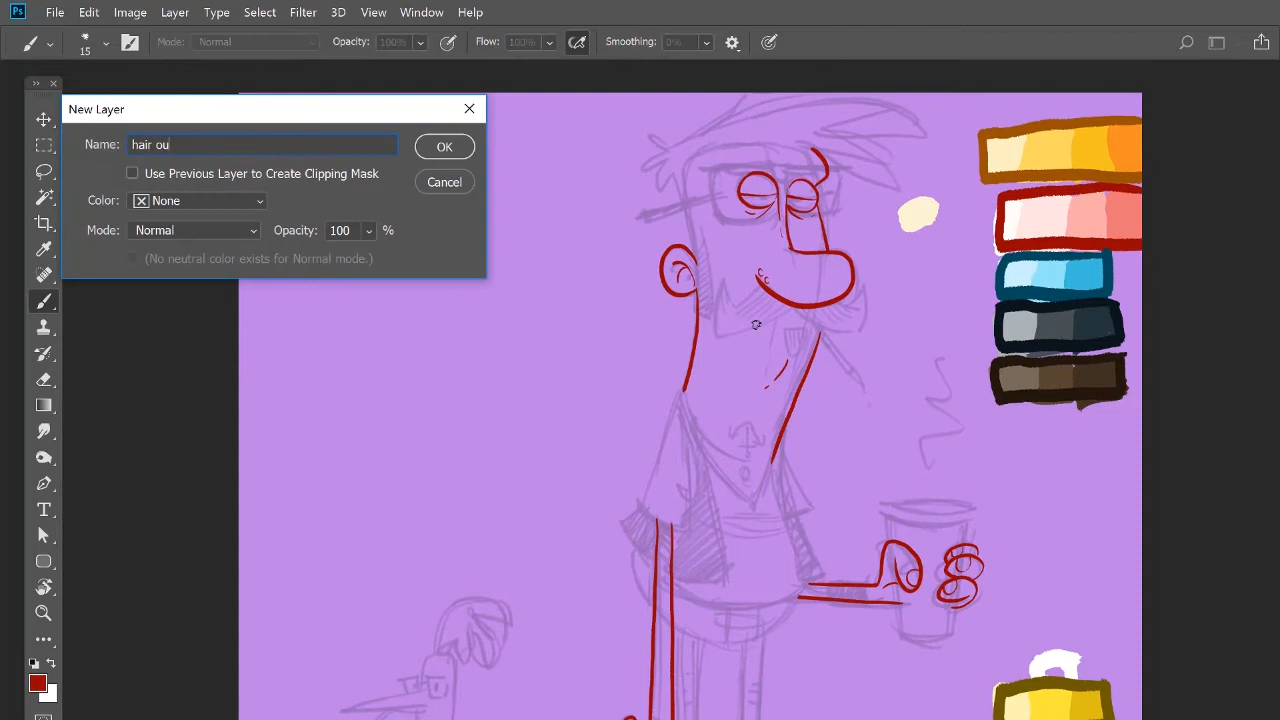 Ps File Edit Image Layer Type Select Filter 3D View Window Help
15 Mode: Normal Opacity: 100% Flow: 100% Smoothing: 0%
New Layer
Name: hair ou OK
Use Previous Layer to Create Clipping Mask
Color: None Cancel
Mode: Normal Opacity: 100 %
(No neutral color exists for Normal mode.)